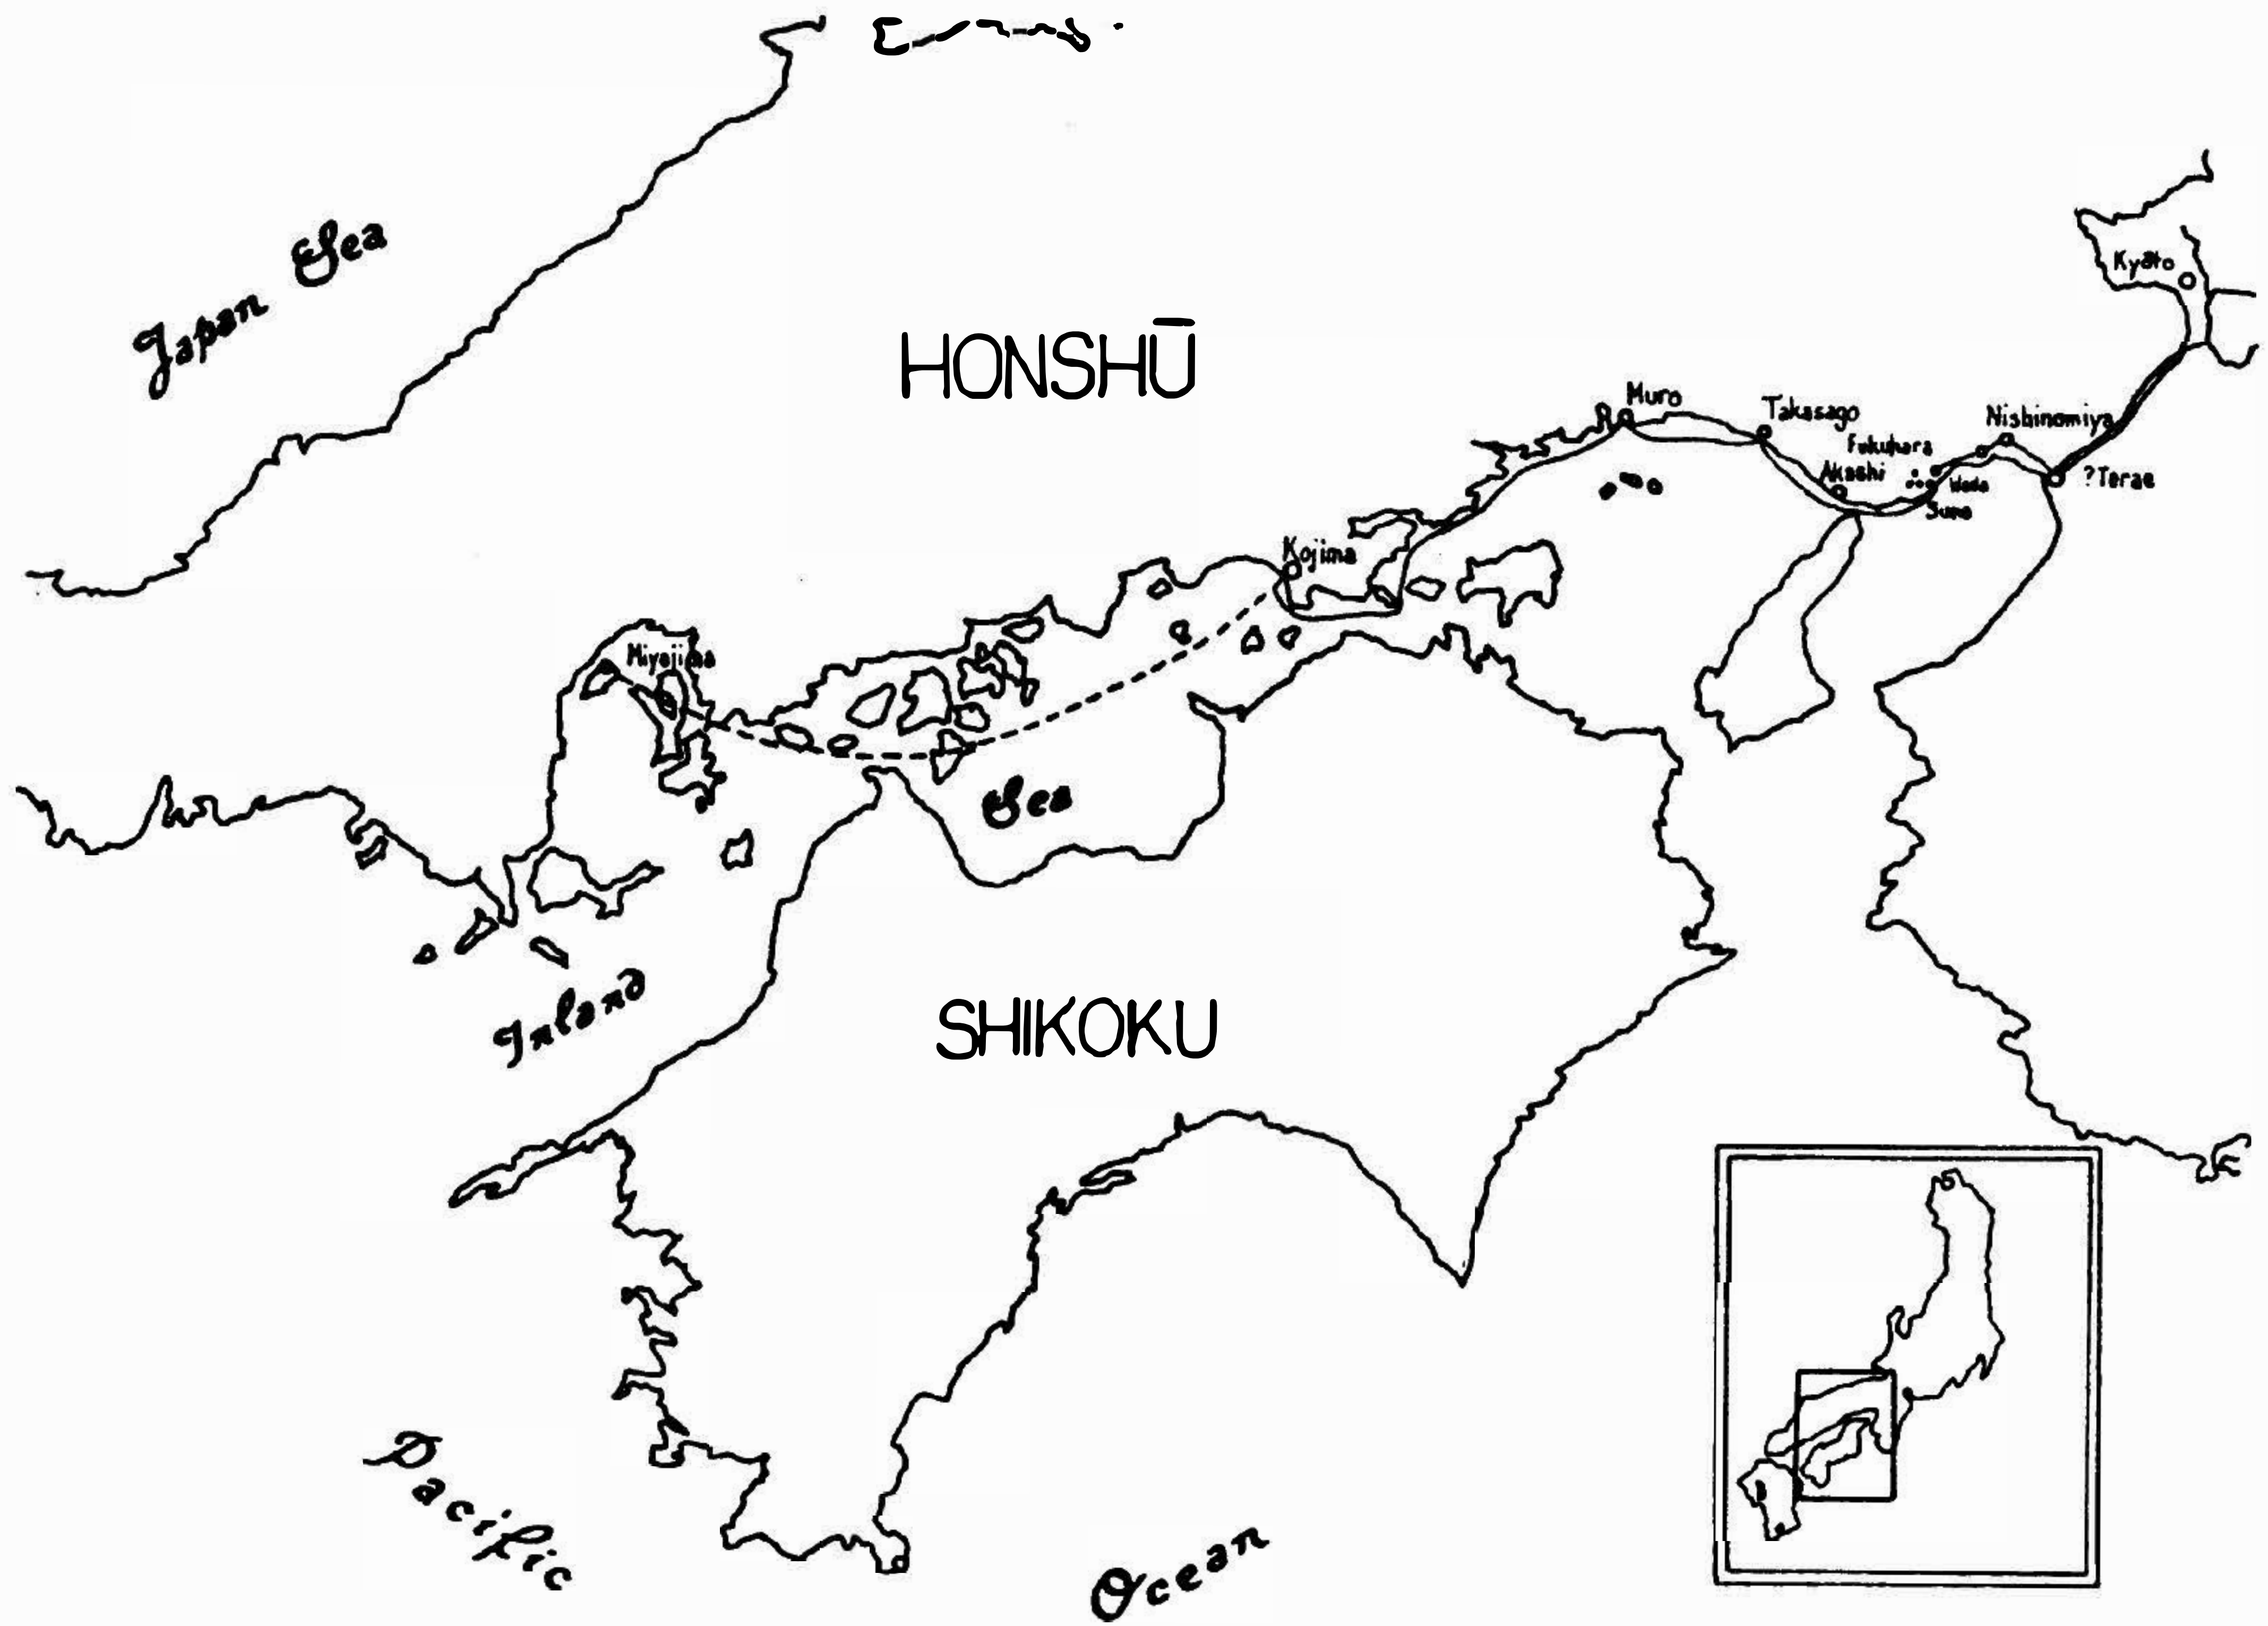 Japan Sea
HONSHŪ
Kyōto
Muro
Takasago
Nishinomiya
Fukuhara
Akashi
Wada
?Terae
Suma
Kojima
Miyajima
Inland Sea
SHIKOKU
Pacific Ocean